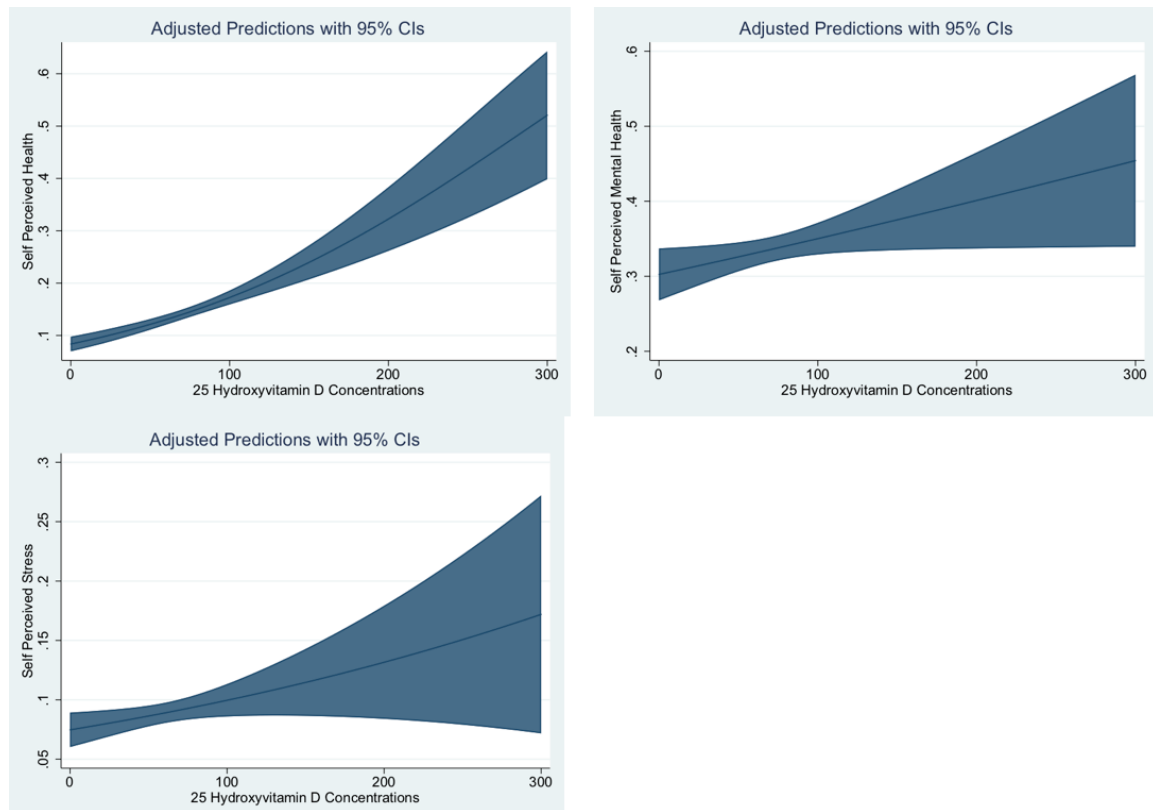 Adjusted Predictions with 95% CIs
Self Perceived Health
.6
.5
.4
.3
.2
.1
0 100 200 300
25 Hydroxyvitamin D Concentrations
Adjusted Predictions with 95% CIs
Self Perceived Mental Health
.6
.5
.4
.3
.2
0 100 200 300
25 Hydroxyvitamin D Concentrations
Adjusted Predictions with 95% CIs
Self Perceived Stress
.3
.25
.2
.15
.1
.05
0 100 200 300
25 Hydroxyvitamin D Concentrations